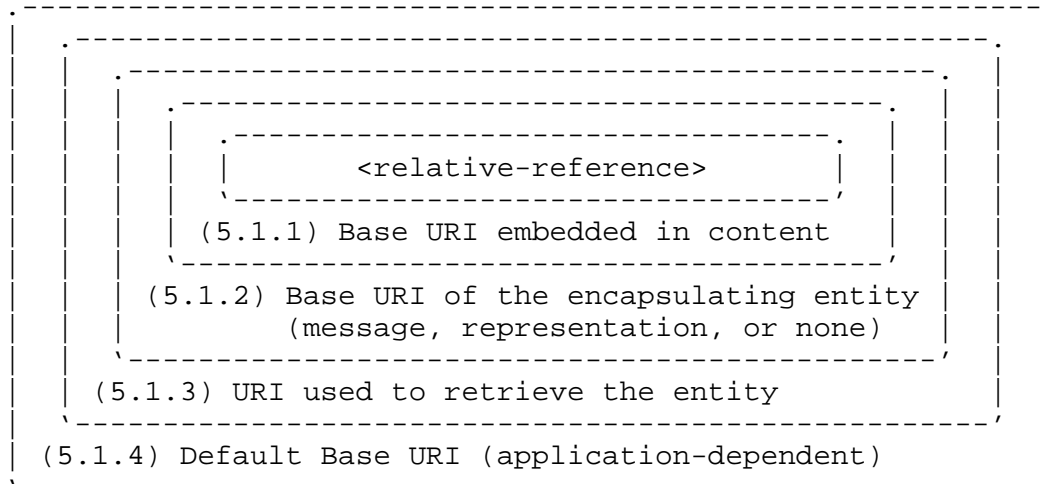 <relative-reference>
(5.1.1) Base URI embedded in content
(5.1.2) Base URI of the encapsulating entity
(message, representation, or none)
(5.1.3) URI used to retrieve the entity
(5.1.4) Default Base URI (application-dependent)